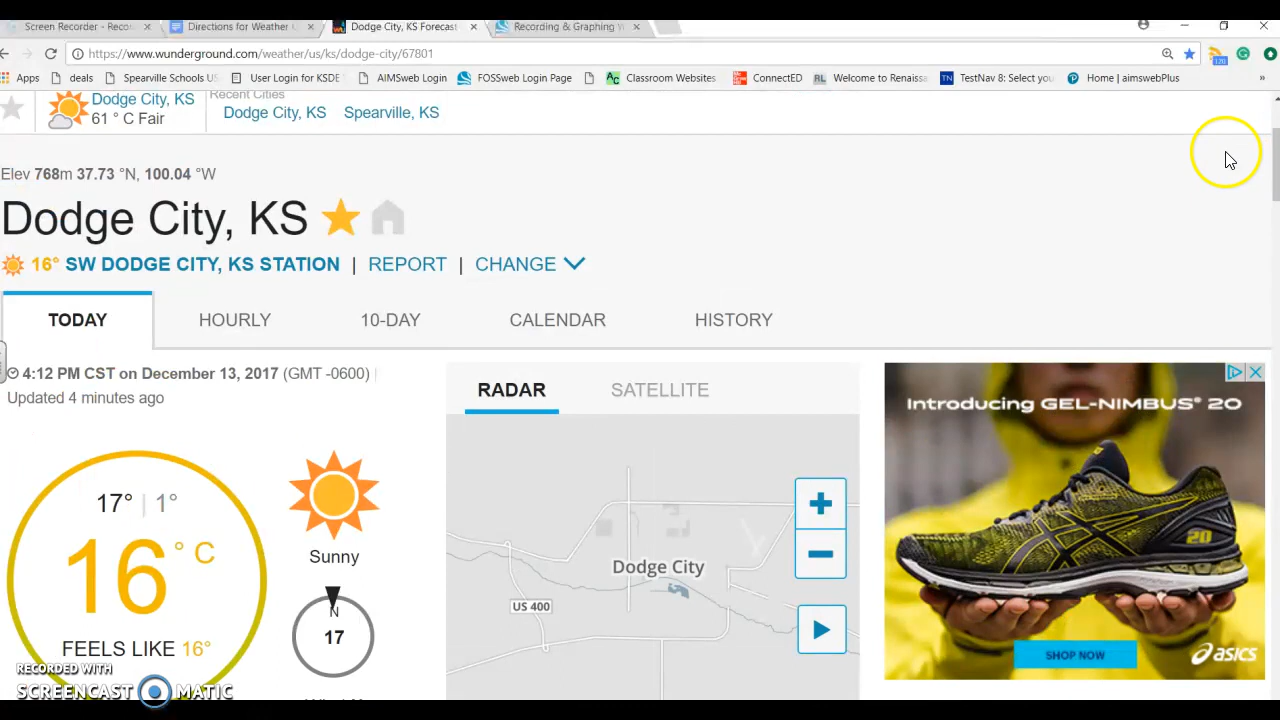 Screen Recorder - Reco
Directions for Weather
Dodge City, KS Forecast
Recording & Graphing
https://www.wunderground.com/weather/us/ks/dodge-city/67801
120
Apps
deals
Spearville Schools US
User Login for KSDE
AIMSweb Login
FOSSweb Login Page
Classroom Websites
ConnectED
RL Welcome to Renaiss
TN TestNav 8: Select you
Home | aimswebPlus
»
Dodge City, KS
61 ° C Fair
Recent Cities
Dodge City, KS
Spearville, KS
Elev 768m 37.73 °N, 100.04 °W
Dodge City, KS
16° SW DODGE CITY, KS STATION | REPORT | CHANGE
TODAY
HOURLY
10-DAY
CALENDAR
HISTORY
4:12 PM CST on December 13, 2017 (GMT -0600)
Updated 4 minutes ago
17° | 1°
16 ° C
FEELS LIKE 16°
Sunny
N
17
RADAR
SATELLITE
Dodge City
US 400
Introducing GEL-NIMBUS® 20
20
SHOP NOW
asics
RECORDED WITH
SCREENCAST MATIC